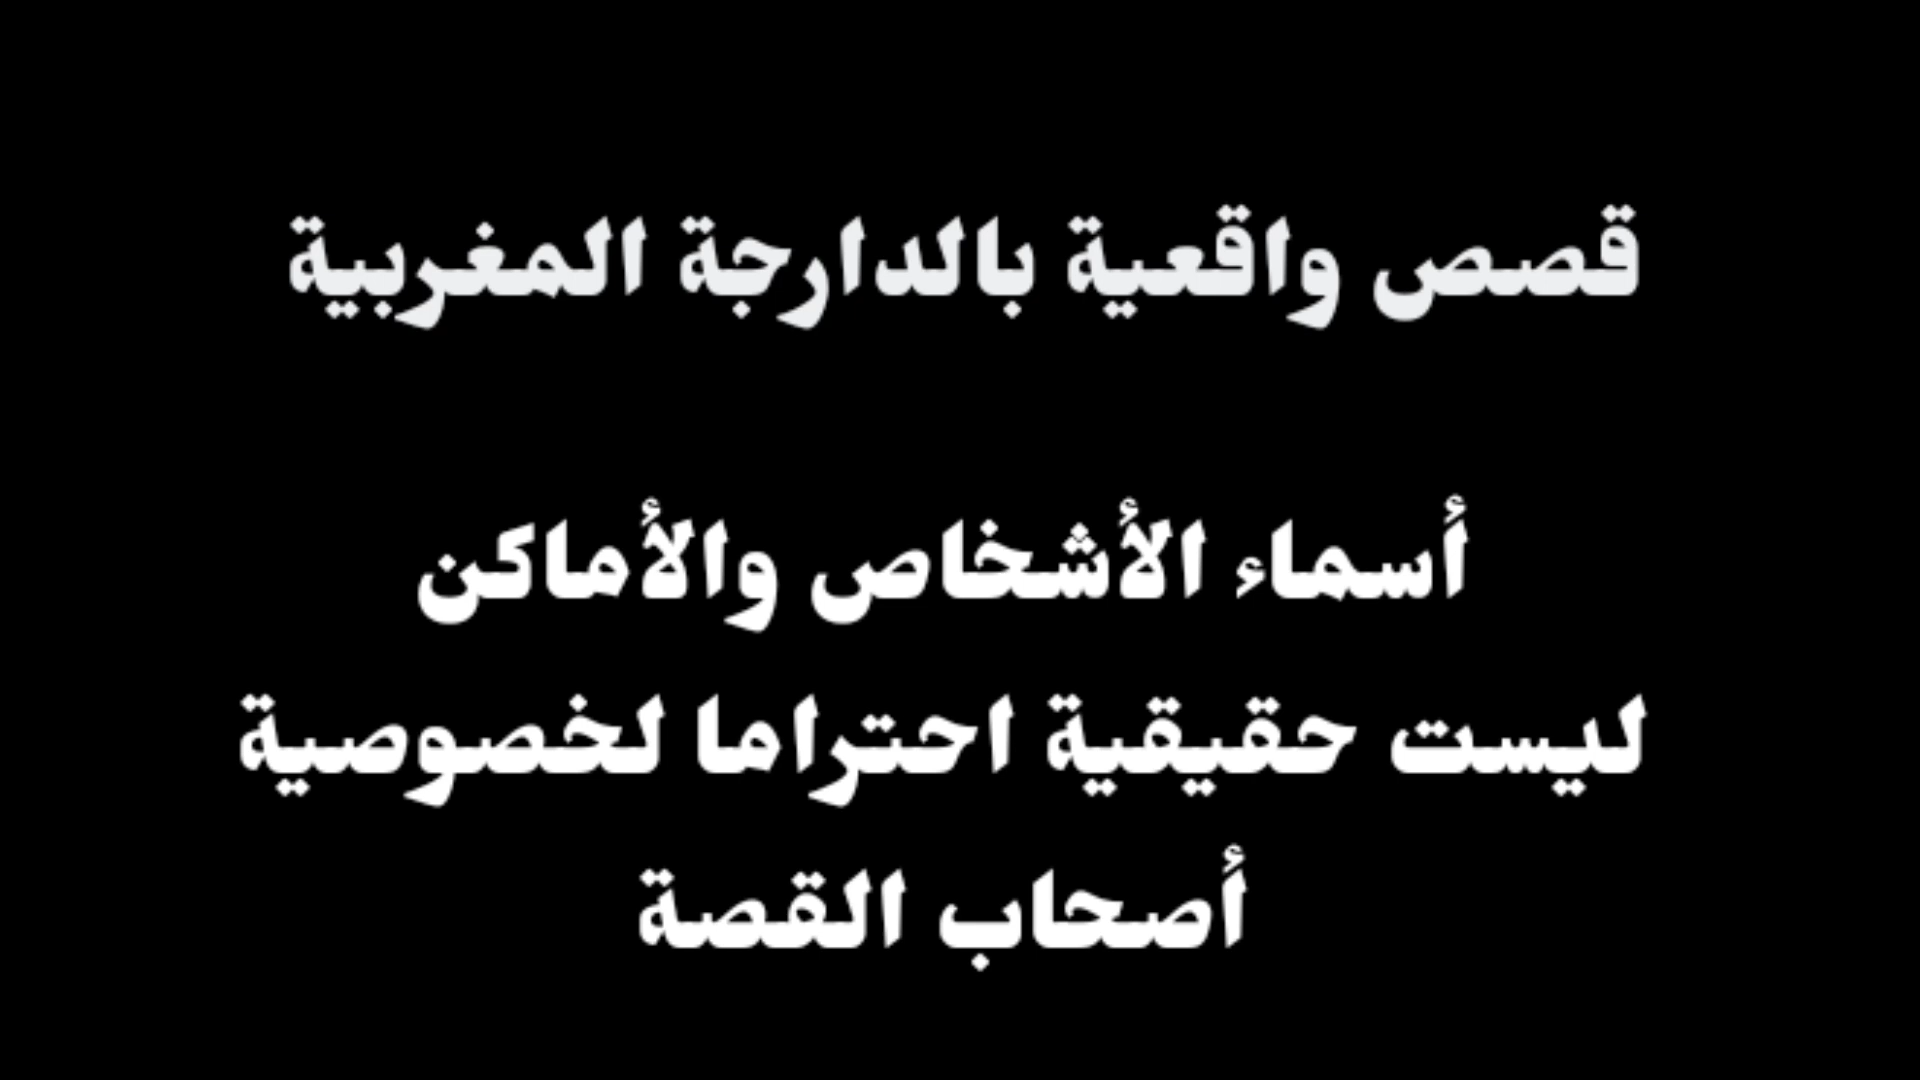 قصص واقعية بالدارجة المغربية
أسماء الأشخاص والأماكن
ليست حقيقية احتراما لخصوصية
أصحاب القصة